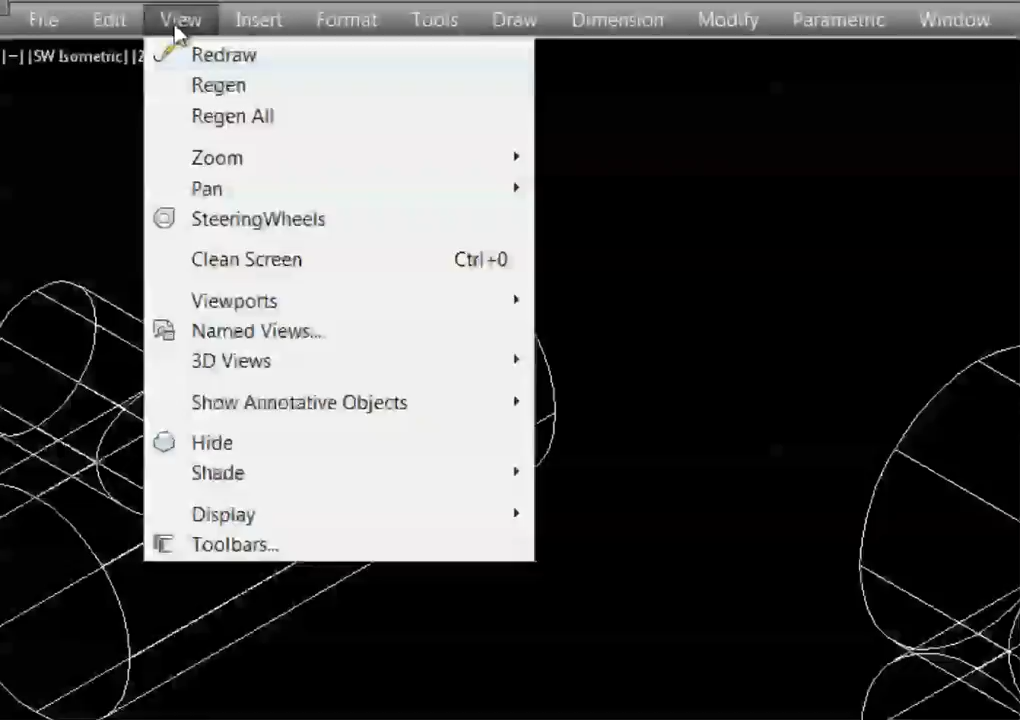 File Edit View Insert Format Tools Draw Dimension Modify Parametric Window
[−][SW Isometric][2
Redraw
Regen
Regen All
Zoom
Pan
SteeringWheels
Clean Screen Ctrl+0
Viewports
Named Views...
3D Views
Show Annotative Objects
Hide
Shade
Display
Toolbars...